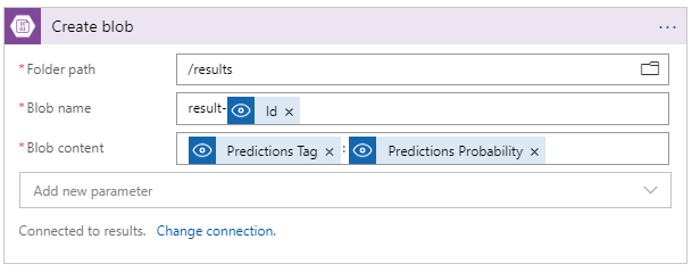 Create blob ...
* Folder path /results
* Blob name result- Id ×
* Blob content Predictions Tag × : Predictions Probability ×
Add new parameter
Connected to results. Change connection.